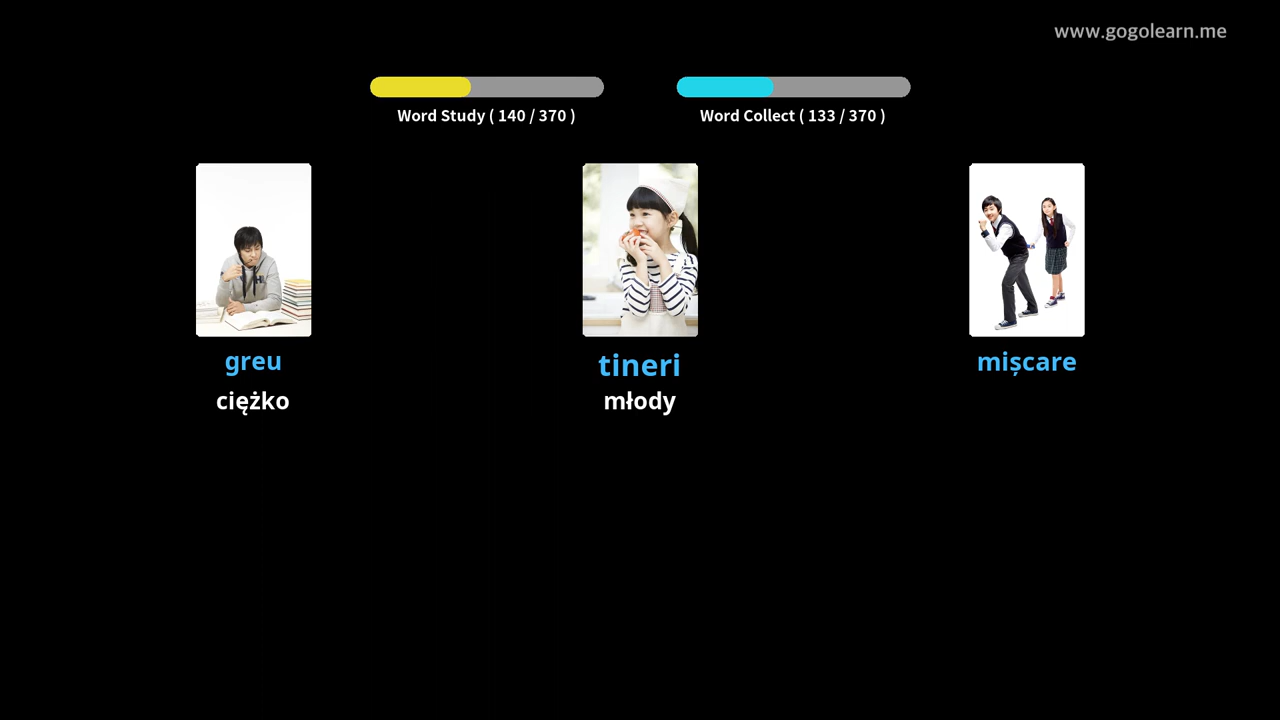 www.gogolearn.me
Word Study ( 140 / 370 )
Word Collect ( 133 / 370 )
greu
ciężko
tineri
młody
mișcare